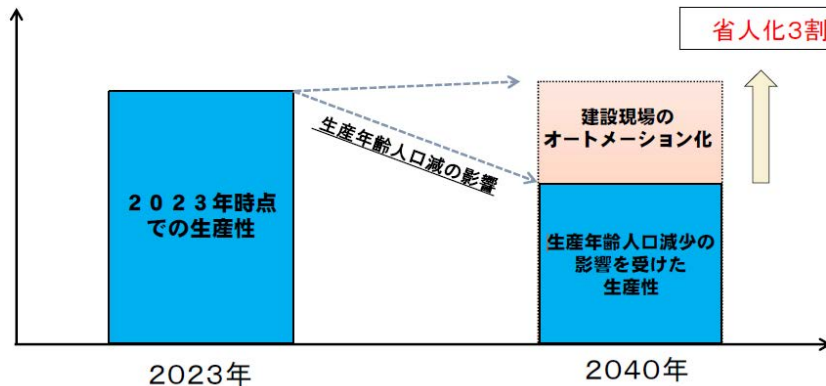 省人化3割
生産年齢人口減の影響
建設現場の
オートメーション化
２０２３年時点
での生産性
生産年齢人口減少の
影響を受けた
生産性
2023年
2040年